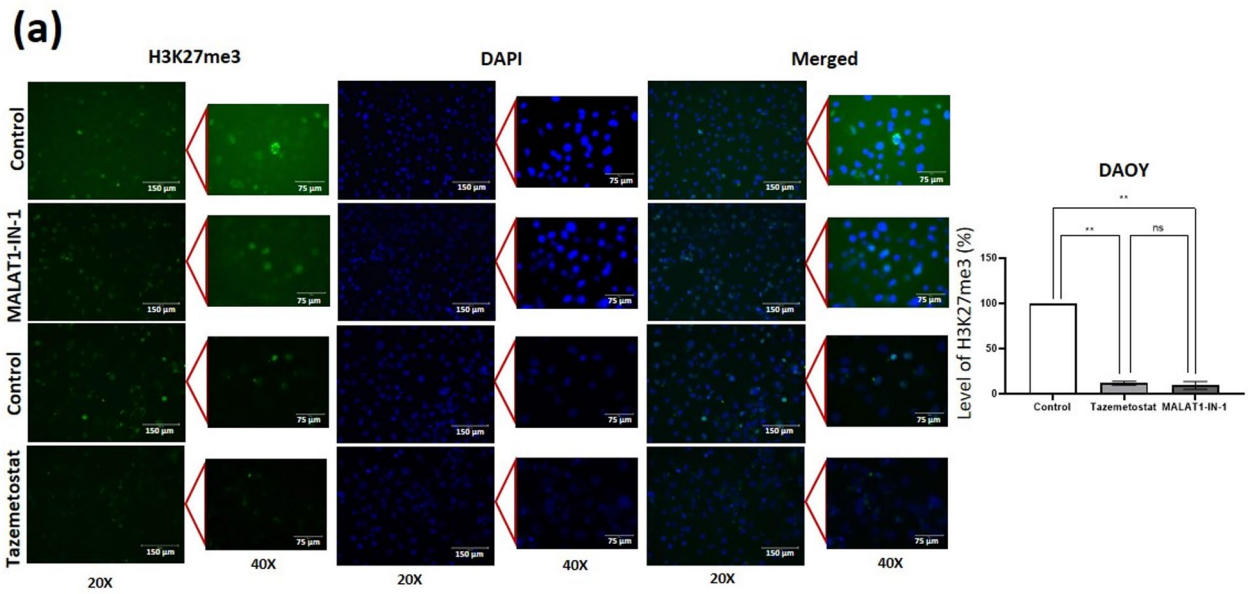 (a)
H3K27me3 DAPI Merged
Control
150 µm 75 µm 150 µm 75 µm 150 µm 75 µm
MALAT1-IN-1
150 µm 75 µm 150 µm 75 µm 150 µm 75 µm
Control
150 µm 75 µm 150 µm 75 µm 150 µm 75 µm
Tazemetostat
150 µm 75 µm 150 µm 75 µm 150 µm 75 µm
20X 40X 20X 40X 20X 40X
DAOY
**
** ns
Level of H3K27me3 (%)
150
100
50
0
Control Tazemetostat MALAT1-IN-1